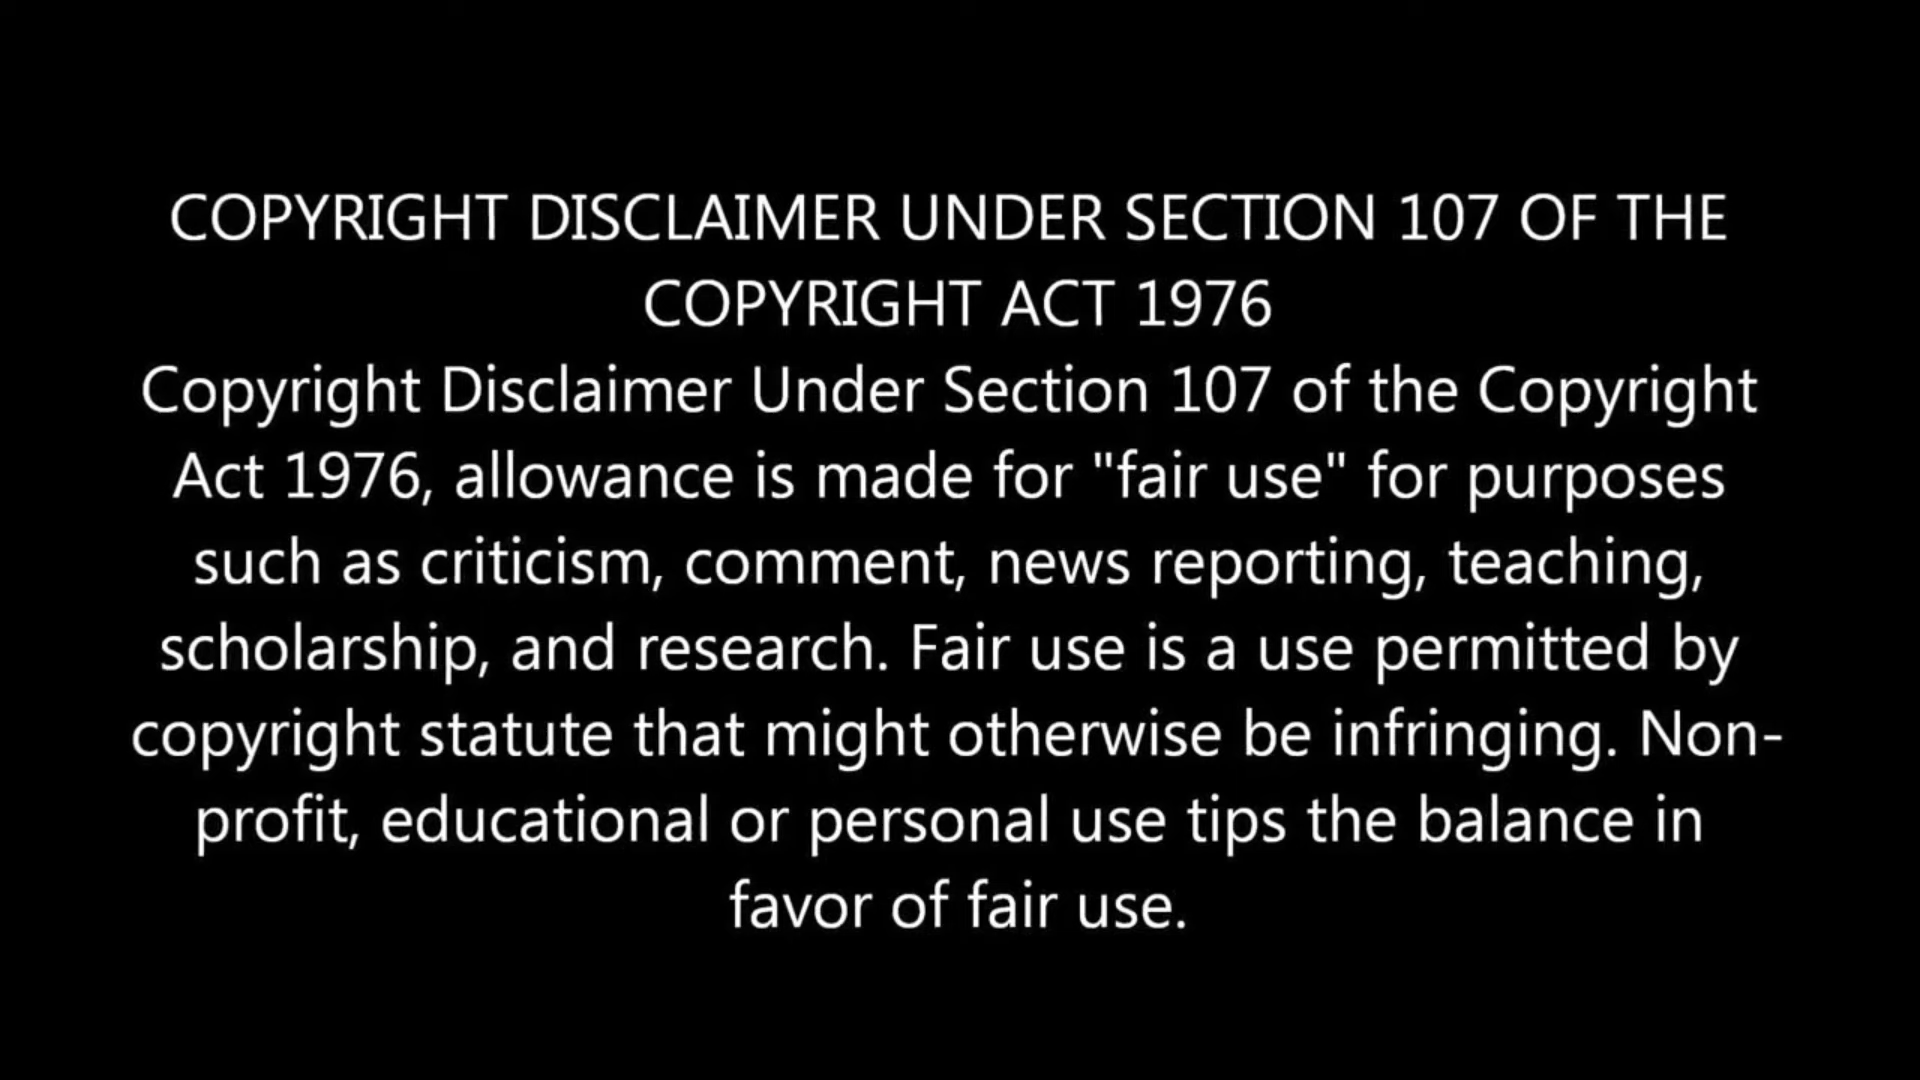 COPYRIGHT DISCLAIMER UNDER SECTION 107 OF THE
COPYRIGHT ACT 1976
Copyright Disclaimer Under Section 107 of the Copyright
Act 1976, allowance is made for "fair use" for purposes
such as criticism, comment, news reporting, teaching,
scholarship, and research. Fair use is a use permitted by
copyright statute that might otherwise be infringing. Non-
profit, educational or personal use tips the balance in
favor of fair use.